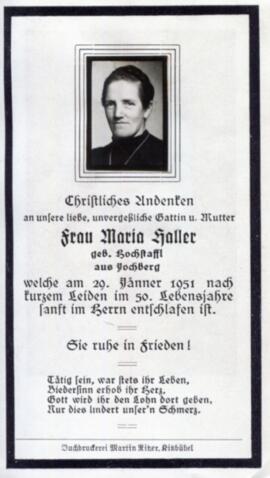 Christliches Andenken
an unsere liebe, unvergeßliche Gattin u. Mutter
Frau Maria Haller
geb. Hochstaffl
aus Jochberg
welche am 29. Jänner 1951 nach
kurzem Leiden im 50. Lebensjahre
sanft im Herrn entschlafen ist.
Sie ruhe in Frieden!
Tätig sein, war stets ihr Leben,
Biedersinn erhob ihr Herz,
Gott wird ihr den Lohn dort geben,
Nur dies lindert unser'n Schmerz.
Buchdruckerei Martin Ritzer, Kitzbühel